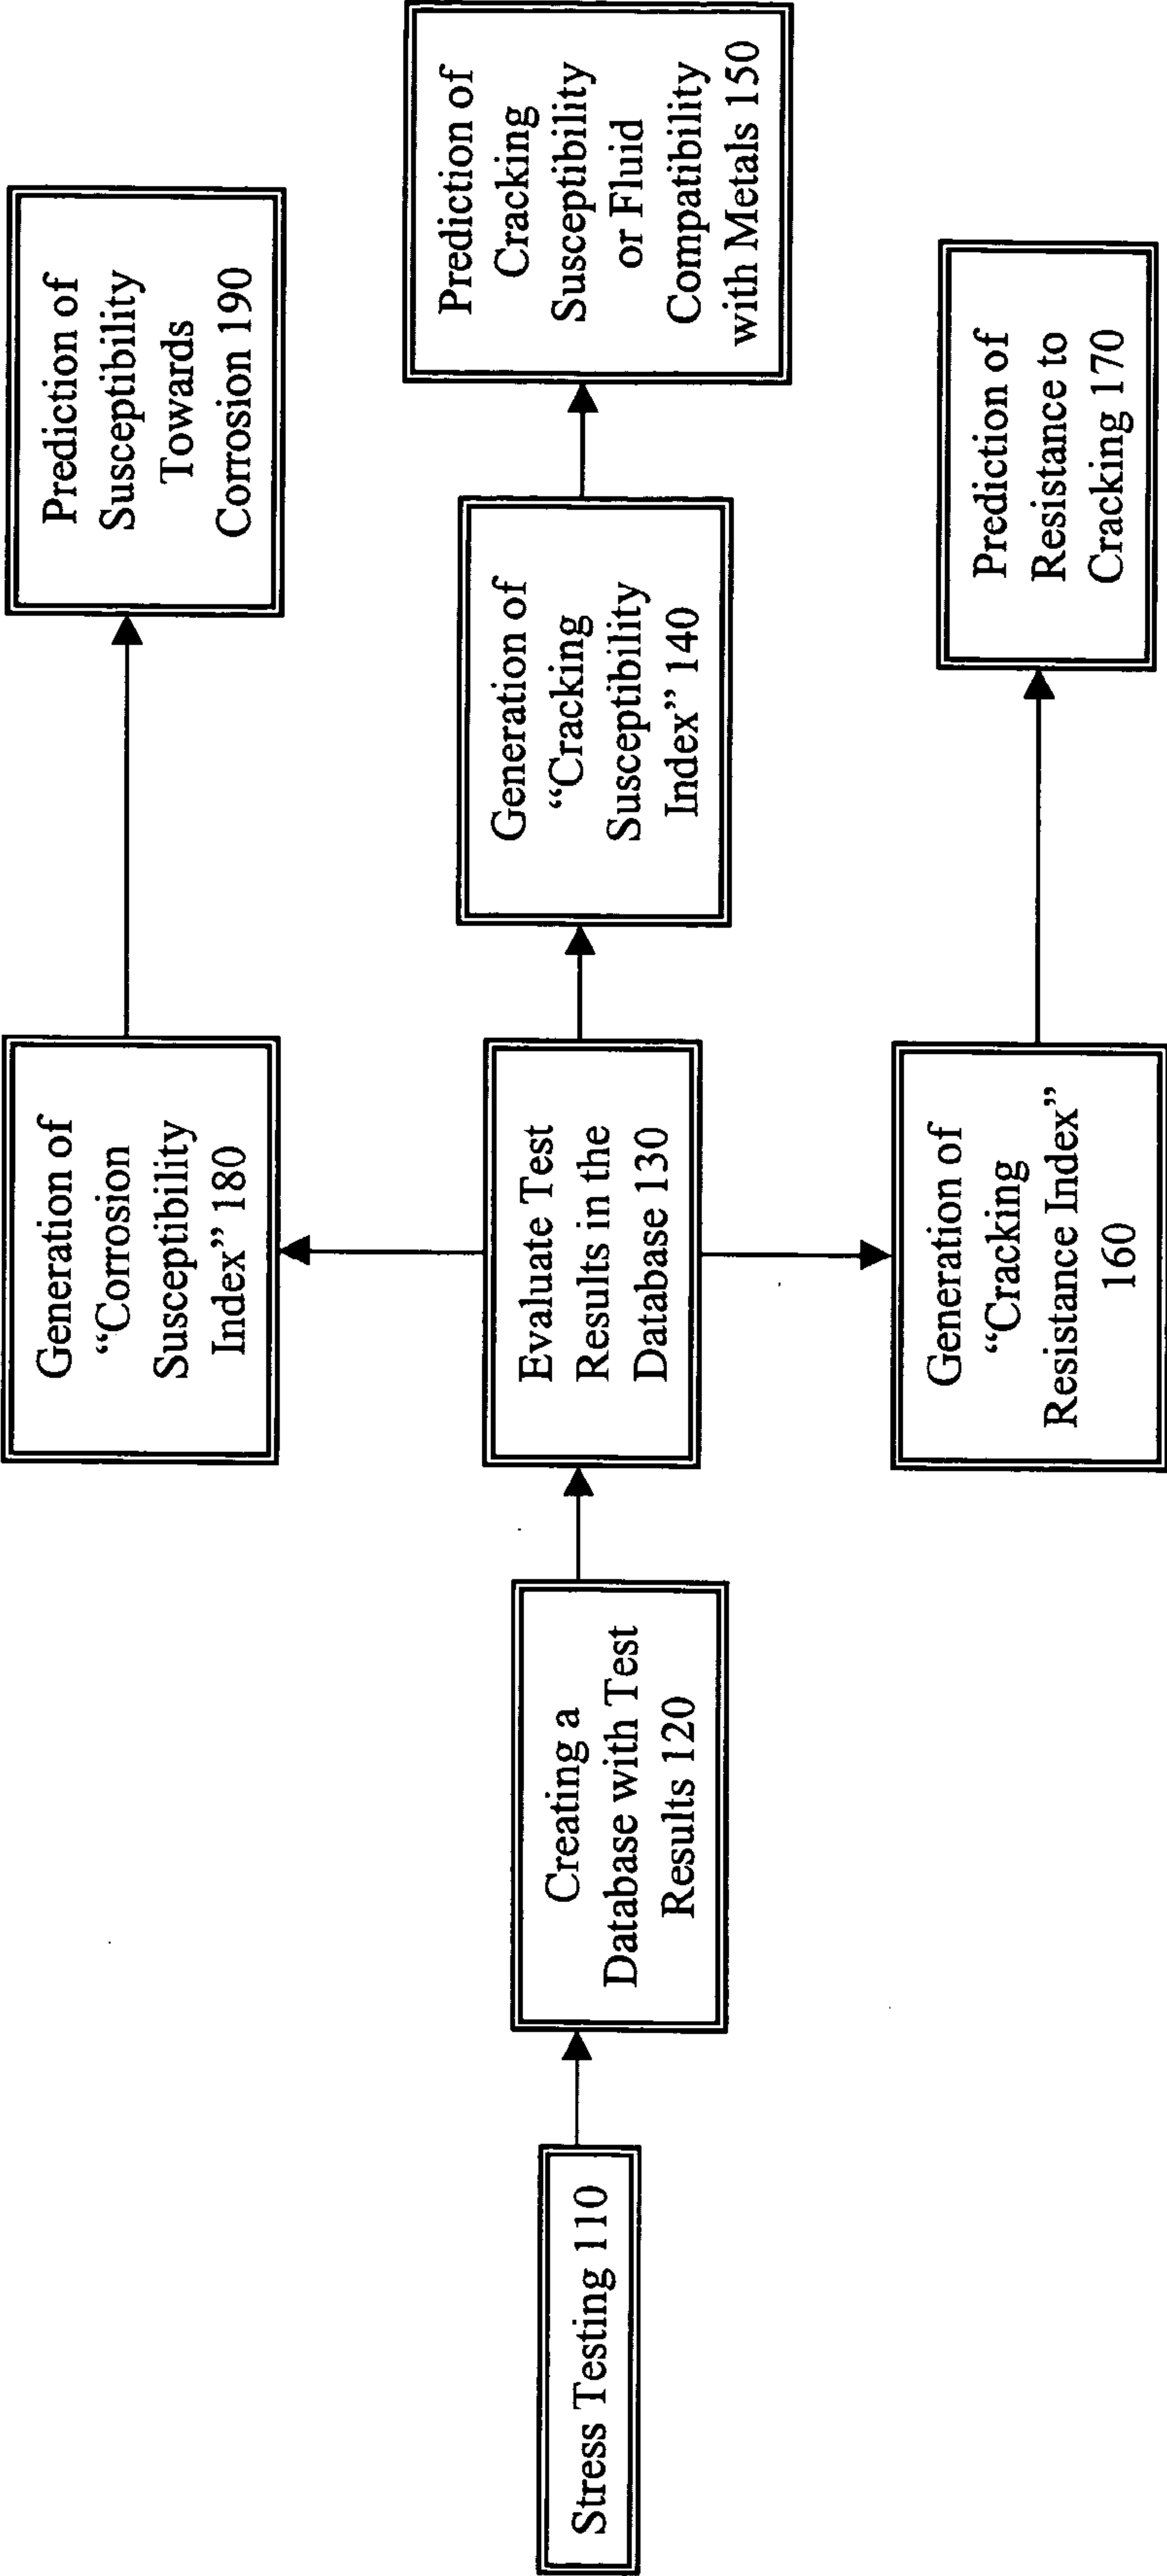 Stress Testing 110
Creating a
Database with Test
Results 120
Evaluate Test
Results in the
Database 130
Generation of
“Corrosion
Susceptibility
Index” 180
Prediction of
Susceptibility
Towards
Corrosion 190
Generation of
“Cracking
Susceptibility
Index” 140
Prediction of
Cracking
Susceptibility
or Fluid
Compatibility
with Metals 150
Generation of
“Cracking
Resistance Index”
160
Prediction of
Resistance to
Cracking 170